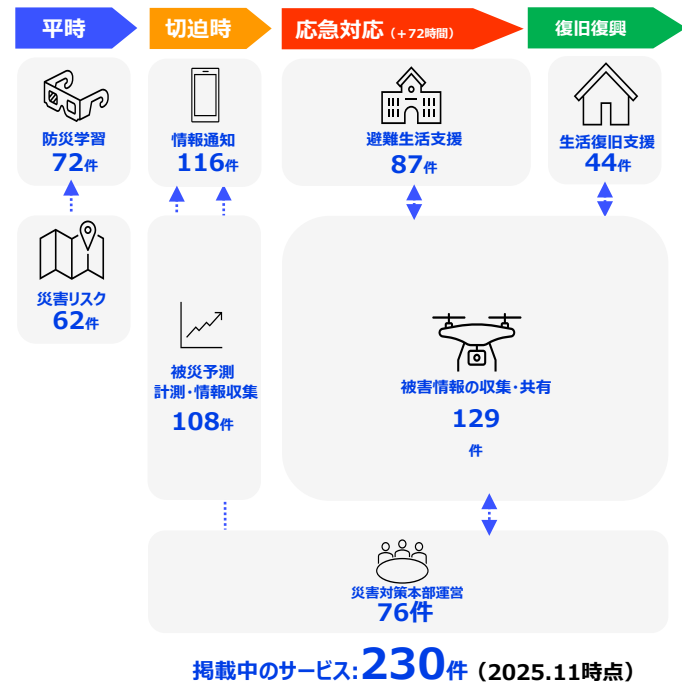 平時
切迫時
応急対応（+72時間）
復旧復興
防災学習
72件
情報通知
116件
避難生活支援
87件
生活復旧支援
44件
災害リスク
62件
被災予測
計測・情報収集
108件
被害情報の収集・共有
129
件
災害対策本部運営
76件
掲載中のサービス:230件（2025.11時点）